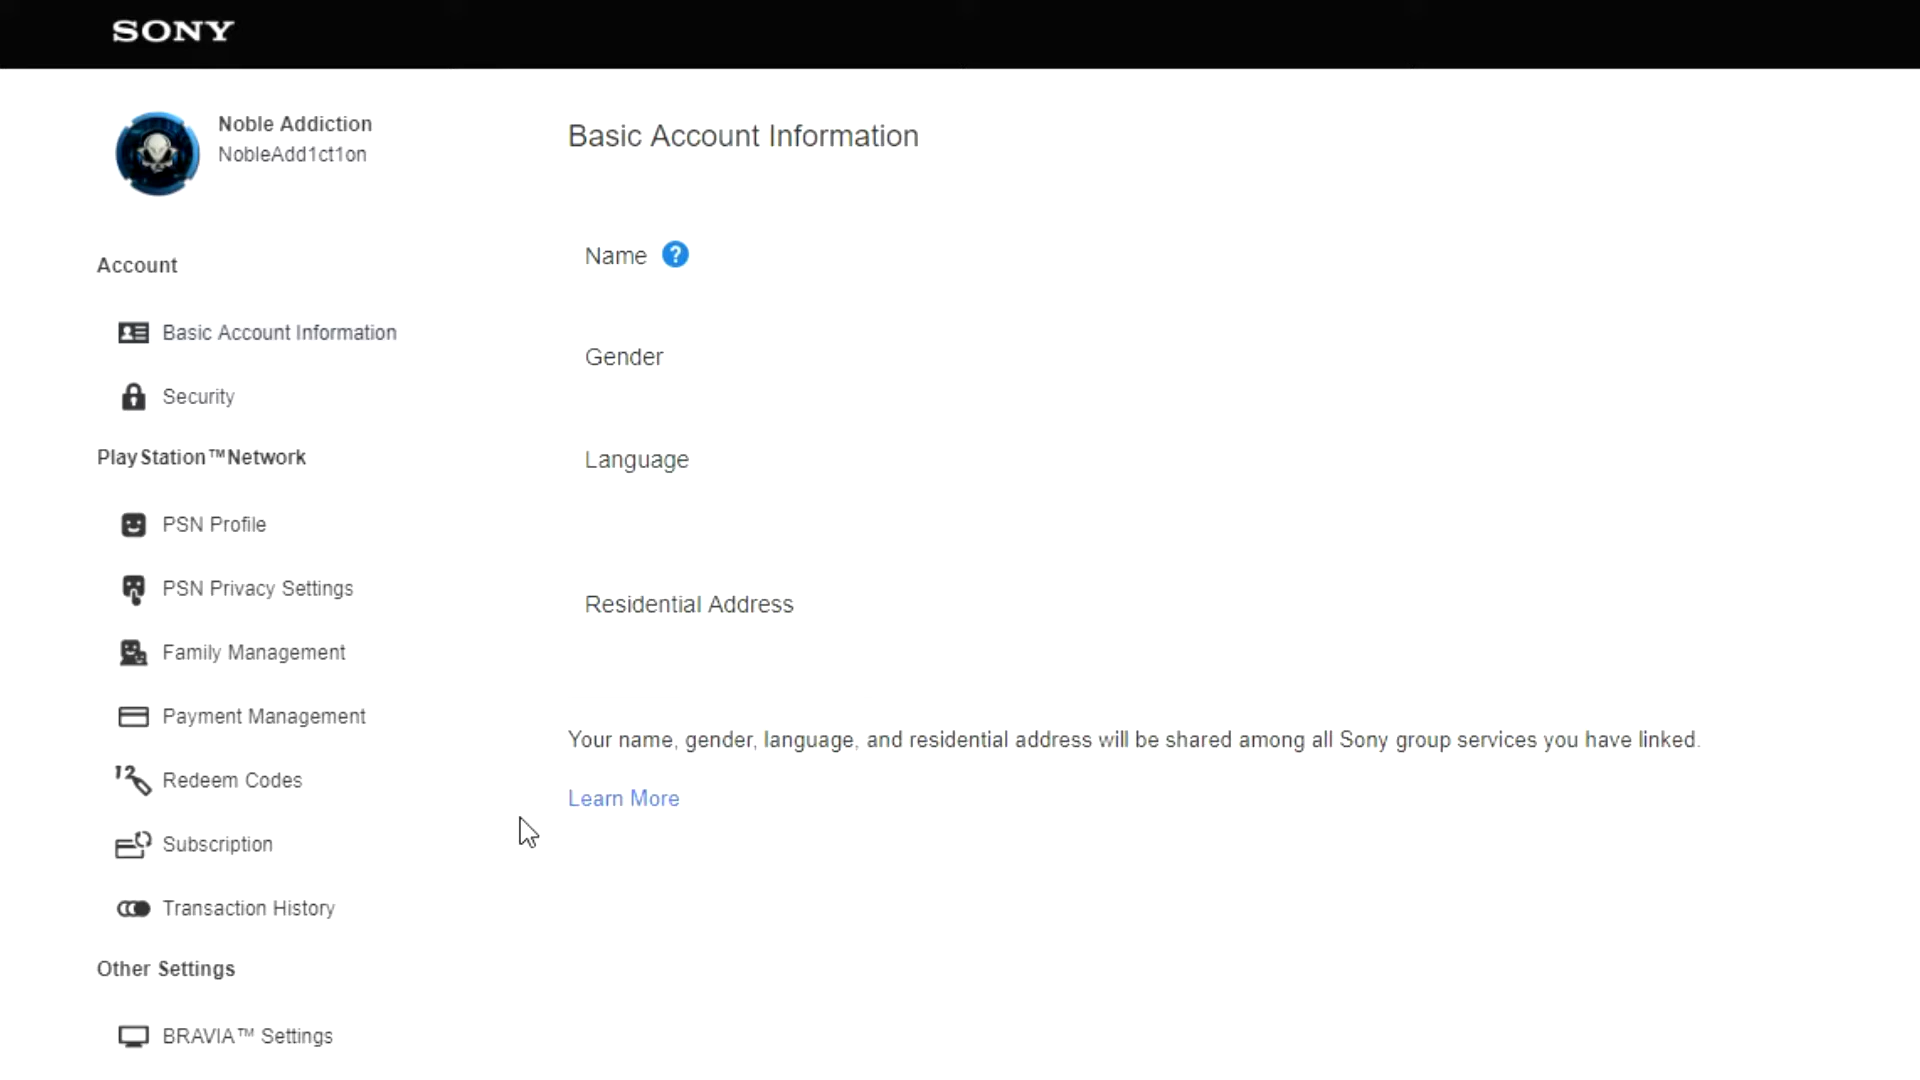 SONY
Noble Addiction
NobleAdd1ct1on
Account
Basic Account Information
Security
PlayStation™Network
PSN Profile
PSN Privacy Settings
Family Management
Payment Management
Redeem Codes
Subscription
Transaction History
Other Settings
BRAVIA™ Settings
Basic Account Information
Name ?
Gender
Language
Residential Address
Your name, gender, language, and residential address will be shared among all Sony group services you have linked.
Learn More